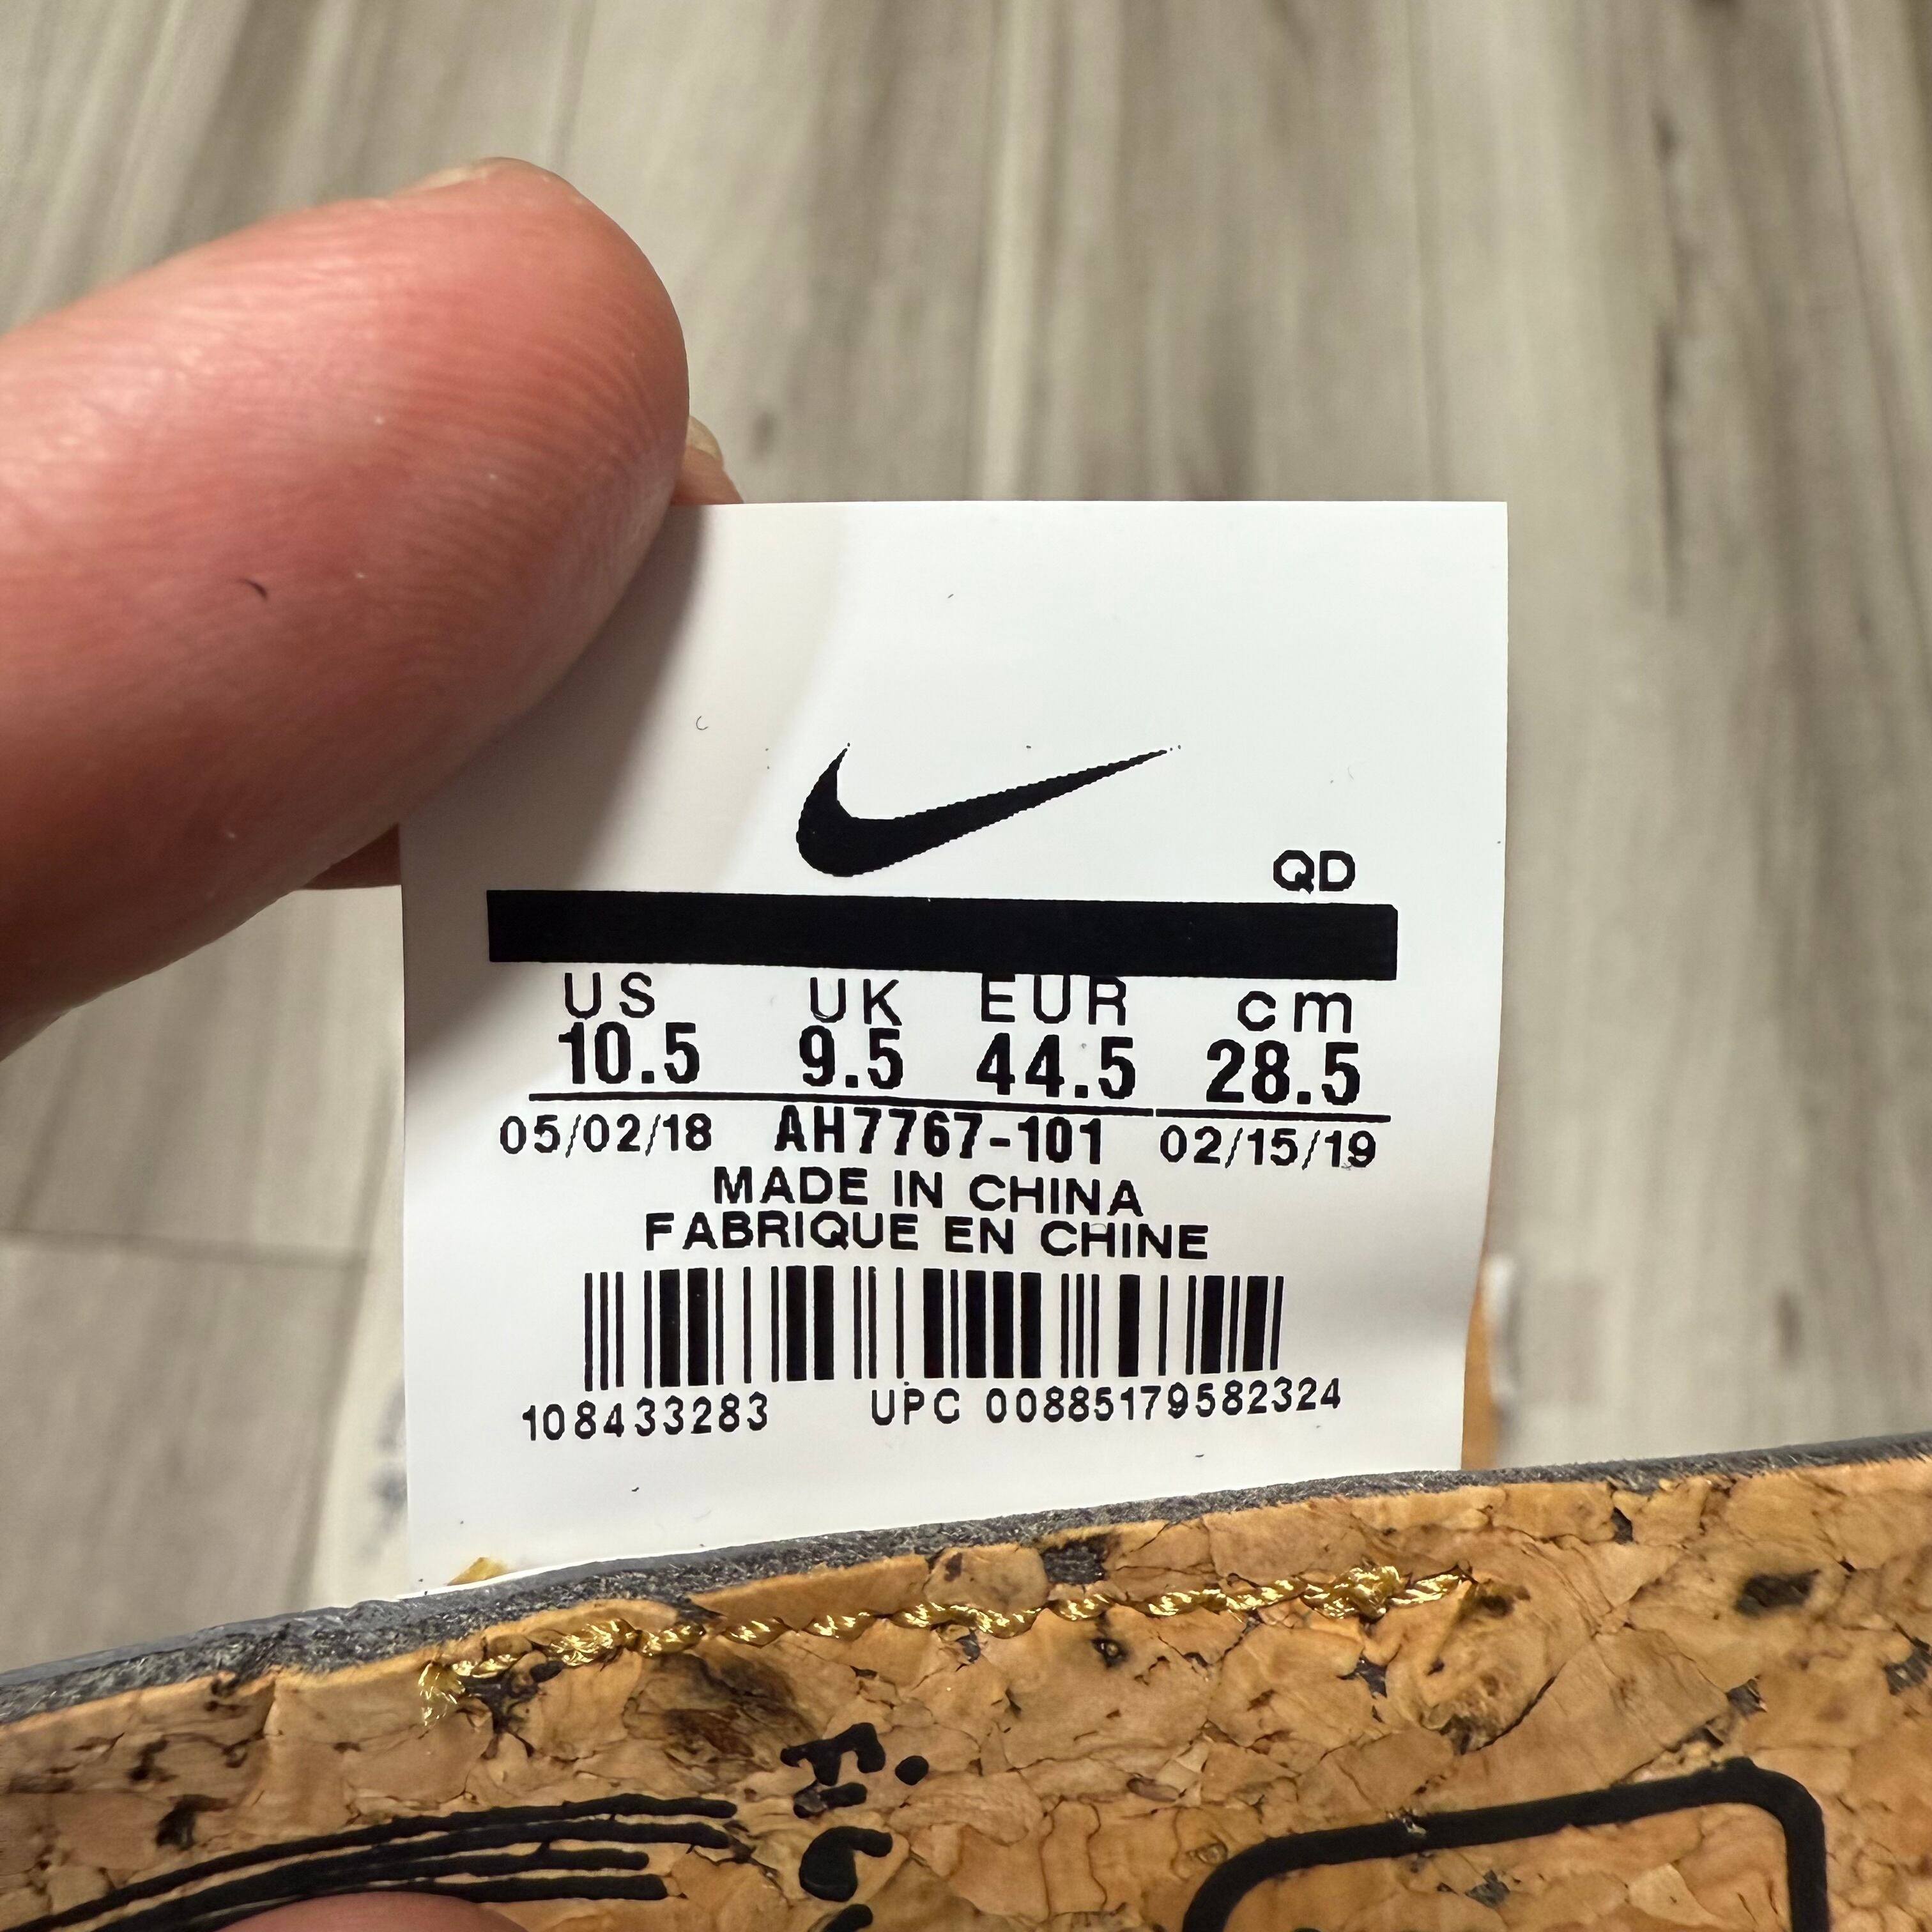 QD
US UK EUR cm
10.5 9.5 44.5 28.5
05/02/18 AH7767-101 02/15/19
MADE IN CHINA
FABRIQUE EN CHINE
108433283 UPC 00885179582324